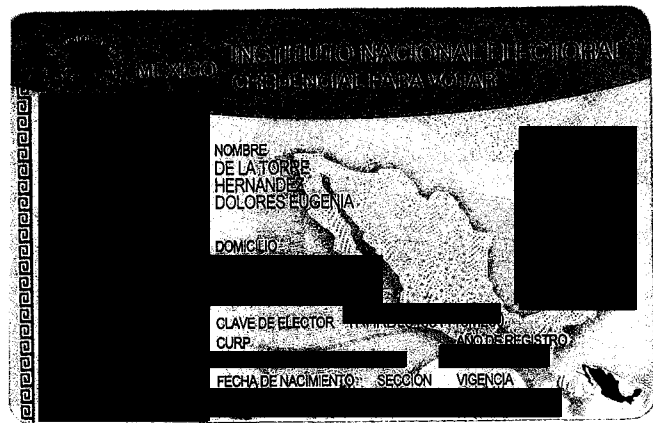 MÉXICO INSTITUTO NACIONAL ELECTORAL
CREDENCIAL PARA VOTAR
NOMBRE
DE LA TORRE
HERNANDEZ
DOLORES EUGENIA
DOMICILIO
CLAVE DE ELECTOR
CURP AÑO DE REGISTRO
FECHA DE NACIMIENTO SECCIÓN VIGENCIA